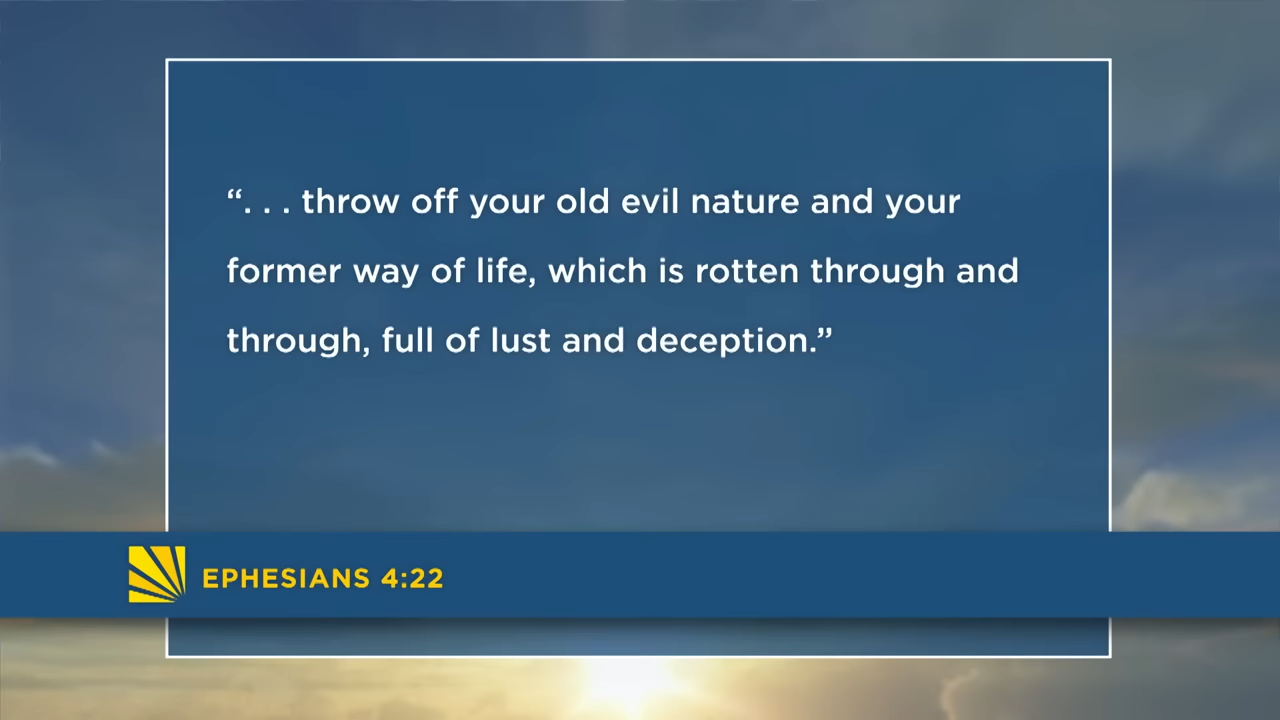 “. . . throw off your old evil nature and your
former way of life, which is rotten through and
through, full of lust and deception.”
EPHESIANS 4:22